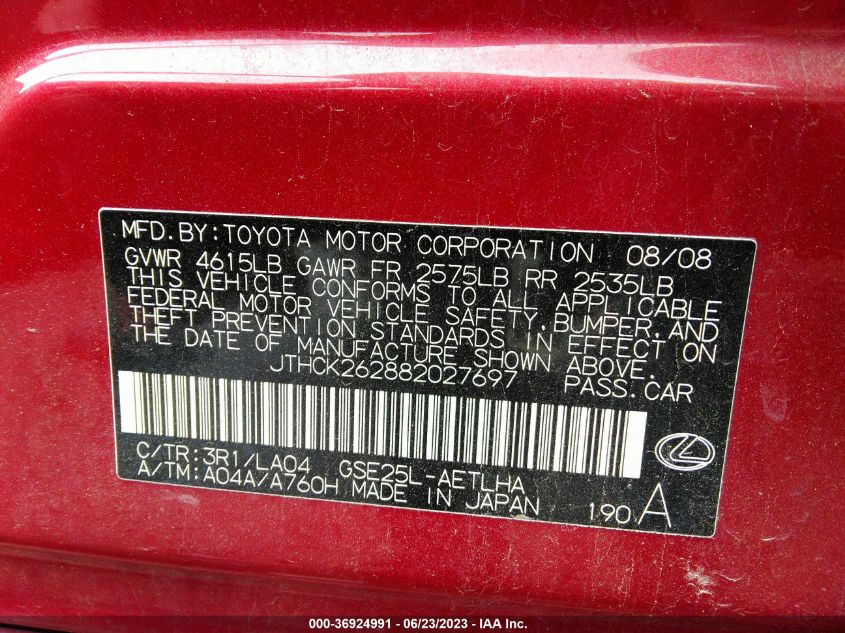 MFD.BY:TOYOTA MOTOR CORPORATION 08/08
GVWR 4615LB GAWR FR 2575LB RR 2535LB
THIS VEHICLE CONFORMS TO ALL APPLICABLE
FEDERAL MOTOR VEHICLE SAFETY,BUMPER,AND
THEFT PREVENTION STANDARDS IN EFFECT ON
THE DATE OF MANUFACTURE SHOWN ABOVE.
JTHCK262882027697 PASS.CAR
C/TR:3R1/LA04 GSE25L-AETLHA
A/TM:A04A/A760H MADE IN JAPAN 190 A
000-36924991 - 06/23/2023 - IAA Inc.